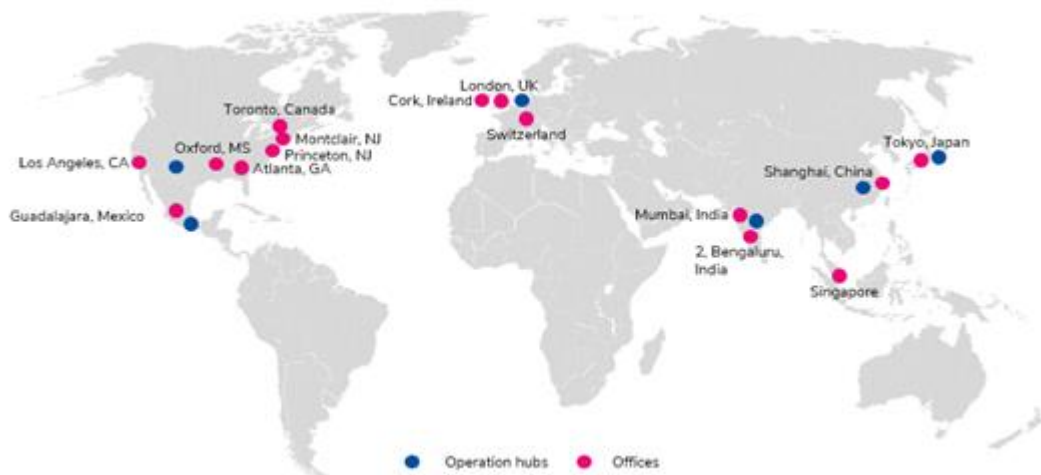 London, UK
Cork, Ireland
Toronto, Canada
Switzerland
Montclair, NJ
Oxford, MS
Tokyo, Japan
Princeton, NJ
Los Angeles, CA
Atlanta, GA
Shanghai, China
Guadalajara, Mexico
Mumbai, India
2, Bengaluru,
India
Singapore
Operation hubs
Offices